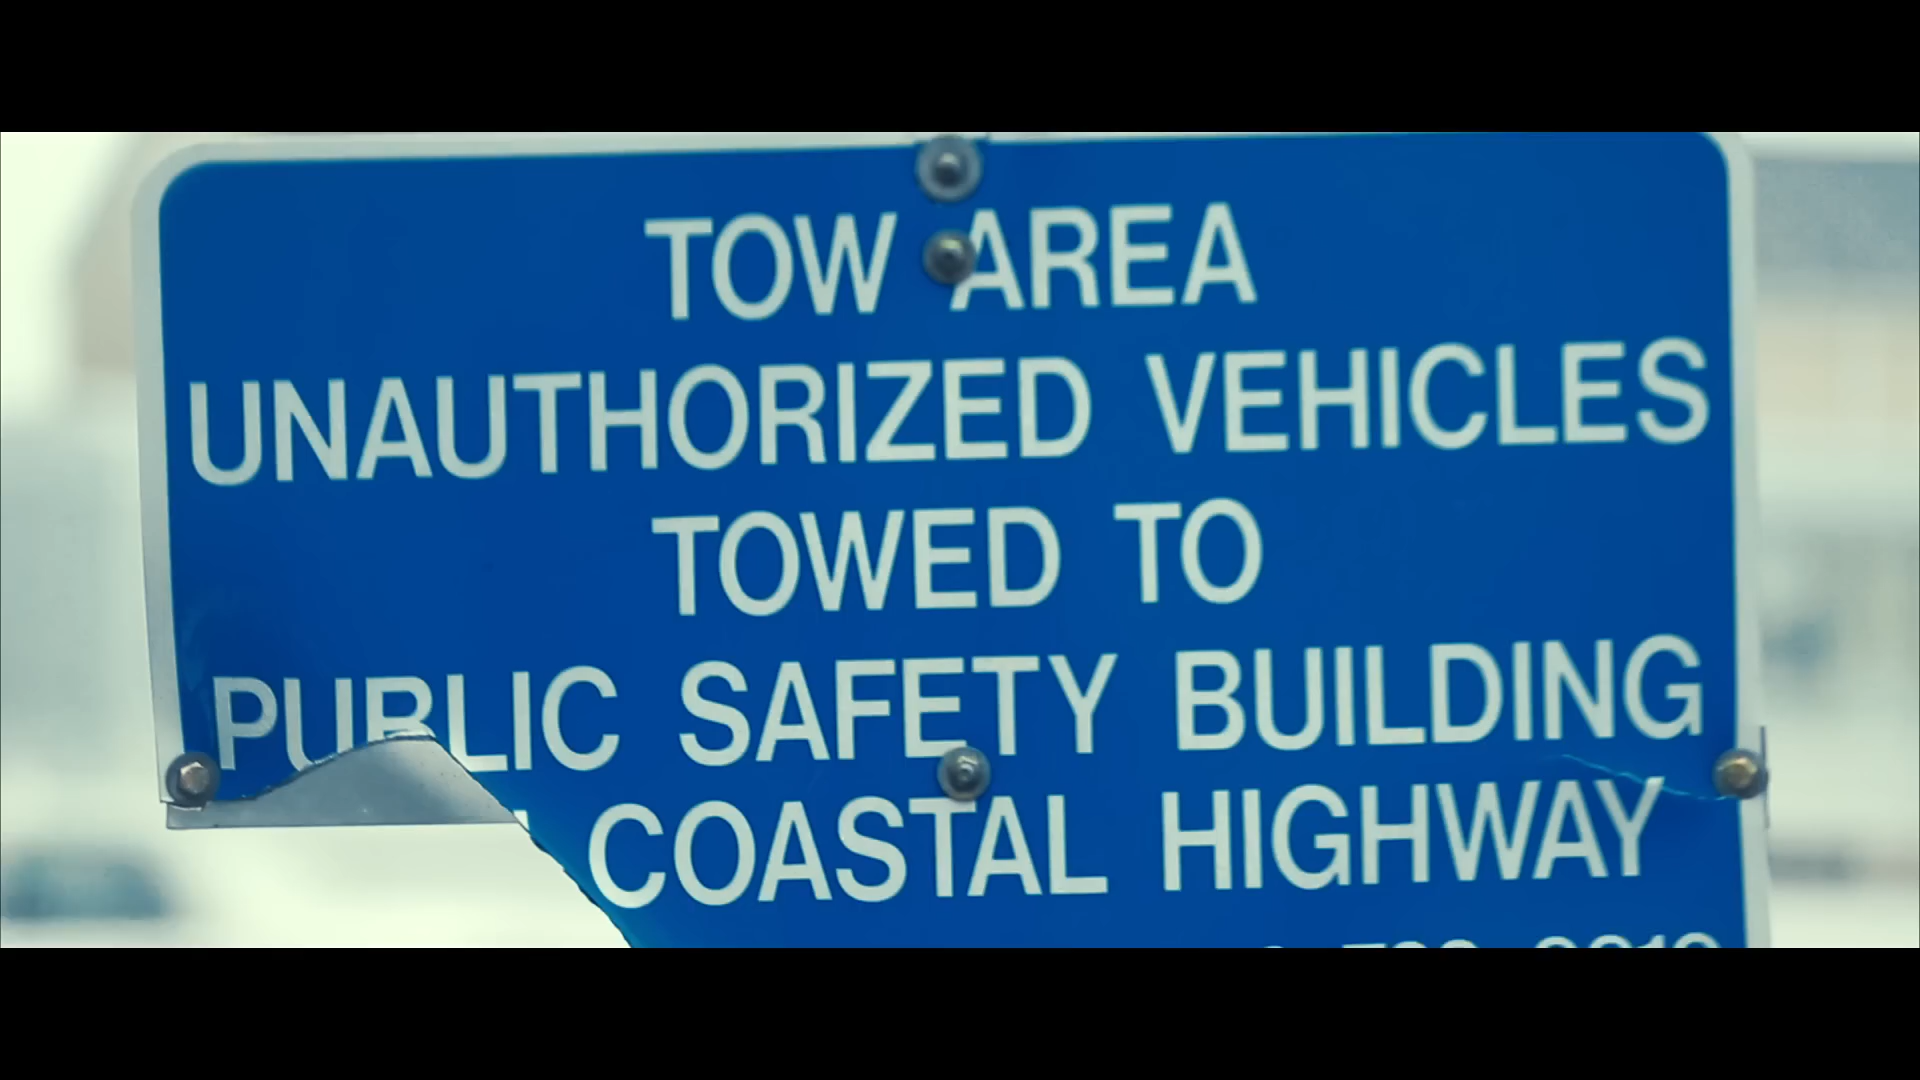 TOW AREA
UNAUTHORIZED VEHICLES
TOWED TO
PUBLIC SAFETY BUILDING
COASTAL HIGHWAY